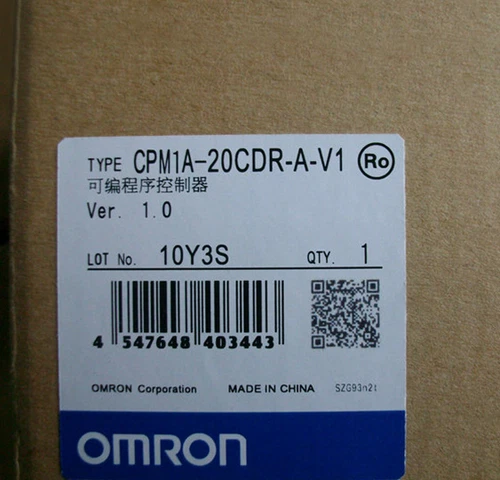 TYPE CPM1A-20CDR-A-V1 Ro
可编程序控制器
Ver. 1.0
LOT No. 10Y3S QTY. 1
4 547648 403443
OMRON Corporation MADE IN CHINA SZG93n2t
OMRON